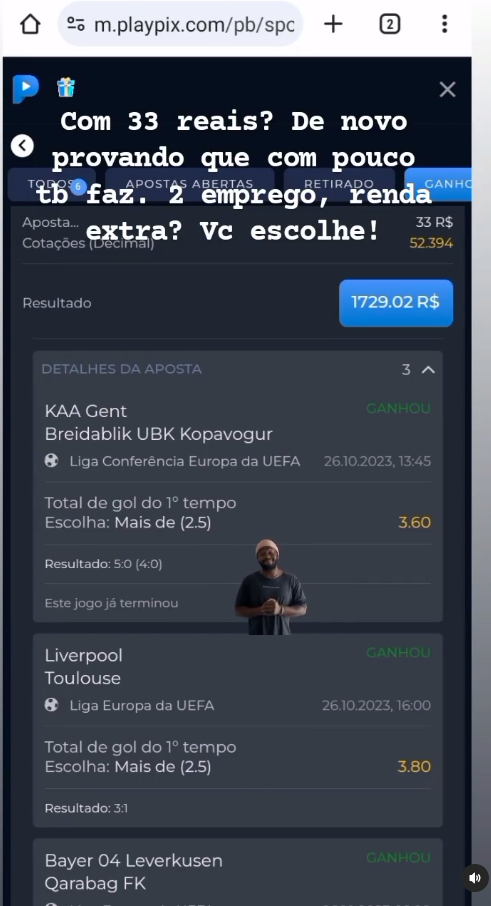 m.playpix.com/pb/spo
2
Com 33 reais? De novo
provando que com pouco
tb faz. 2 emprego, renda
extra? Vc escolhe!
TODOS 6 APOSTAS ABERTAS RETIRADO GANHO
Aposta... 33 R$
Cotações (Decimal) 52.394
Resultado 1729.02 R$
DETALHES DA APOSTA 3
KAA Gent GANHOU
Breidablik UBK Kopavogur
Liga Conferência Europa da UEFA 26.10.2023, 13:45
Total de gol do 1° tempo
Escolha: Mais de (2.5) 3.60
Resultado: 5:0 (4:0)
Este jogo já terminou
Liverpool GANHOU
Toulouse
Liga Europa da UEFA 26.10.2023, 16:00
Total de gol do 1° tempo
Escolha: Mais de (2.5) 3.80
Resultado: 3:1
Bayer 04 Leverkusen GANHOU
Qarabag FK